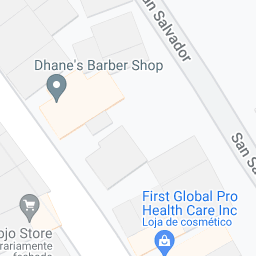 an Salvador
Dhane's Barber Shop
San Sa
First Global Pro
Health Care Inc
Loja de cosmético
ojo Store
rariamente
fechado